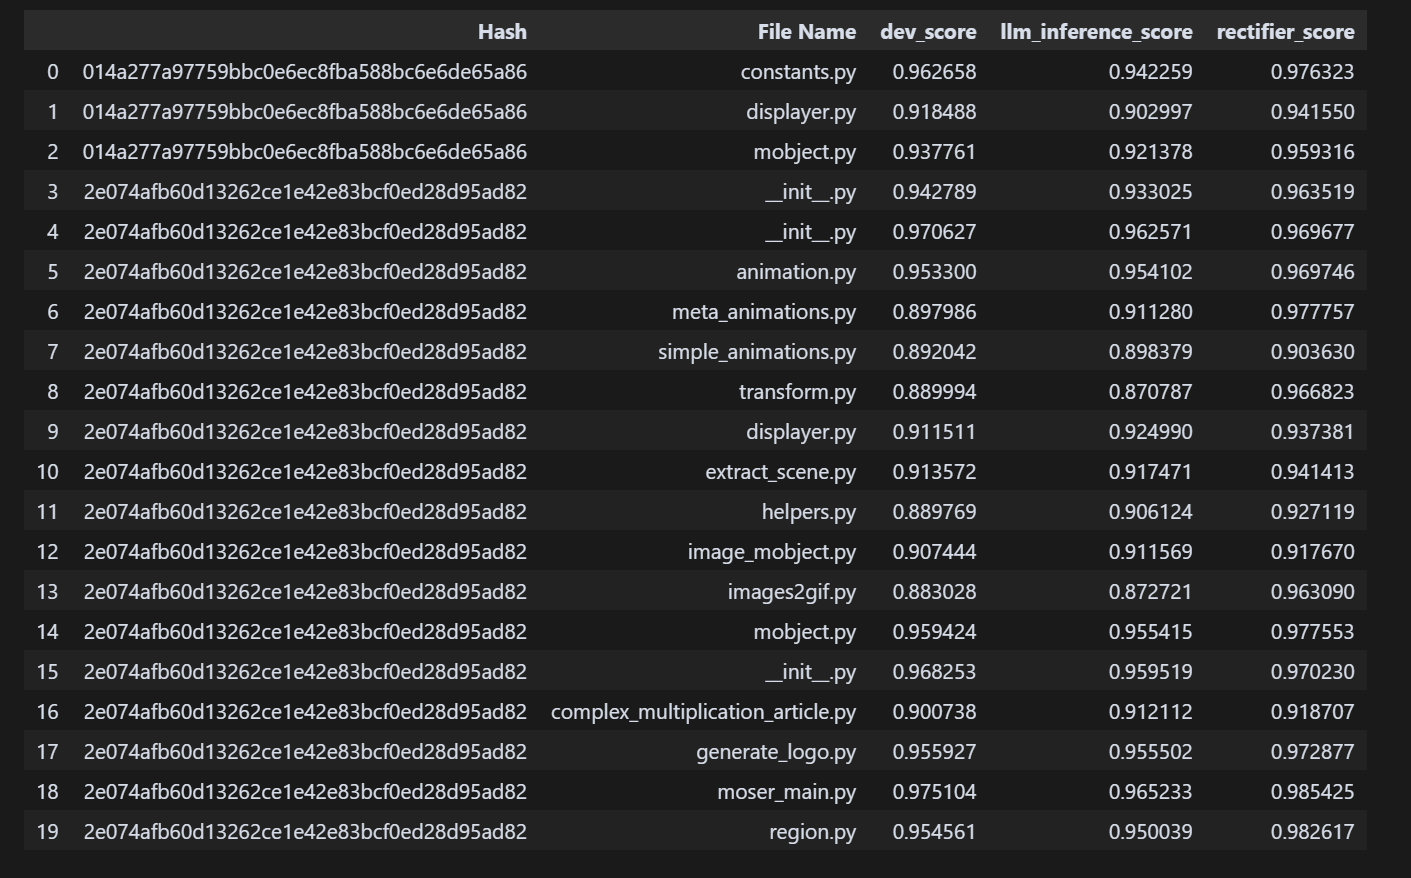 Hash File Name dev_score llm_inference_score rectifier_score
0 014a277a97759bbc0e6ec8fba588bc6e6de65a86 constants.py 0.962658 0.942259 0.976323
1 014a277a97759bbc0e6ec8fba588bc6e6de65a86 displayer.py 0.918488 0.902997 0.941550
2 014a277a97759bbc0e6ec8fba588bc6e6de65a86 mobject.py 0.937761 0.921378 0.959316
3 2e074afb60d13262ce1e42e83bcf0ed28d95ad82 __init__.py 0.942789 0.933025 0.963519
4 2e074afb60d13262ce1e42e83bcf0ed28d95ad82 __init__.py 0.970627 0.962571 0.969677
5 2e074afb60d13262ce1e42e83bcf0ed28d95ad82 animation.py 0.953300 0.954102 0.969746
6 2e074afb60d13262ce1e42e83bcf0ed28d95ad82 meta_animations.py 0.897986 0.911280 0.977757
7 2e074afb60d13262ce1e42e83bcf0ed28d95ad82 simple_animations.py 0.892042 0.898379 0.903630
8 2e074afb60d13262ce1e42e83bcf0ed28d95ad82 transform.py 0.889994 0.870787 0.966823
9 2e074afb60d13262ce1e42e83bcf0ed28d95ad82 displayer.py 0.911511 0.924990 0.937381
10 2e074afb60d13262ce1e42e83bcf0ed28d95ad82 extract_scene.py 0.913572 0.917471 0.941413
11 2e074afb60d13262ce1e42e83bcf0ed28d95ad82 helpers.py 0.889769 0.906124 0.927119
12 2e074afb60d13262ce1e42e83bcf0ed28d95ad82 image_mobject.py 0.907444 0.911569 0.917670
13 2e074afb60d13262ce1e42e83bcf0ed28d95ad82 images2gif.py 0.883028 0.872721 0.963090
14 2e074afb60d13262ce1e42e83bcf0ed28d95ad82 mobject.py 0.959424 0.955415 0.977553
15 2e074afb60d13262ce1e42e83bcf0ed28d95ad82 __init__.py 0.968253 0.959519 0.970230
16 2e074afb60d13262ce1e42e83bcf0ed28d95ad82 complex_multiplication_article.py 0.900738 0.912112 0.918707
17 2e074afb60d13262ce1e42e83bcf0ed28d95ad82 generate_logo.py 0.955927 0.955502 0.972877
18 2e074afb60d13262ce1e42e83bcf0ed28d95ad82 moser_main.py 0.975104 0.965233 0.985425
19 2e074afb60d13262ce1e42e83bcf0ed28d95ad82 region.py 0.954561 0.950039 0.982617